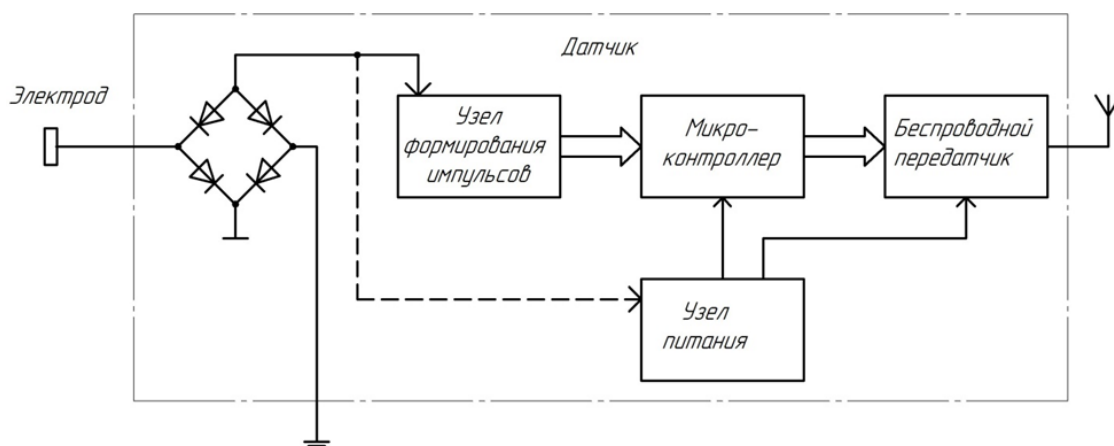 Датчик
Электрод
Узел
формирования
импульсов
Микро-
контроллер
Беспроводной
передатчик
Узел
питания